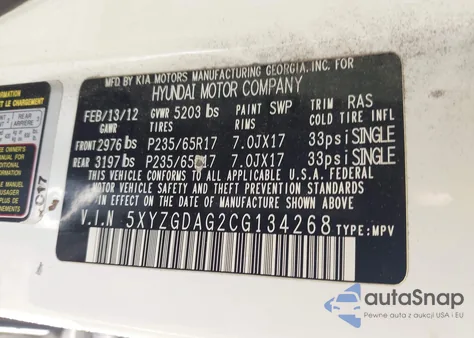 MFD. BY KIA MOTORS MANUFACTURING GEORGIA, INC. FOR
HYUNDAI MOTOR COMPANY
FEB/13/12 GVWR 5203 lbs PAINT SWP TRIM RAS
GAWR TIRES RIMS COLD TIRE INFL
FRONT 2976 lbs P235/65R17 7.0JX17 33psi SINGLE
REAR 3197 lbs P235/65R17 7.0JX17 33psi SINGLE
THIS VEHICLE CONFORMS TO ALL APPLICABLE U.S.A. FEDERAL
MOTOR VEHICLE SAFETY STANDARDS IN EFFECT ON THE
DATE OF MANUFACTURE SHOWN ABOVE.
V.I.N 5XYZGDAG2CG134268 TYPE: MPV
autoSnap
Pewne auta z aukcji USA i EU